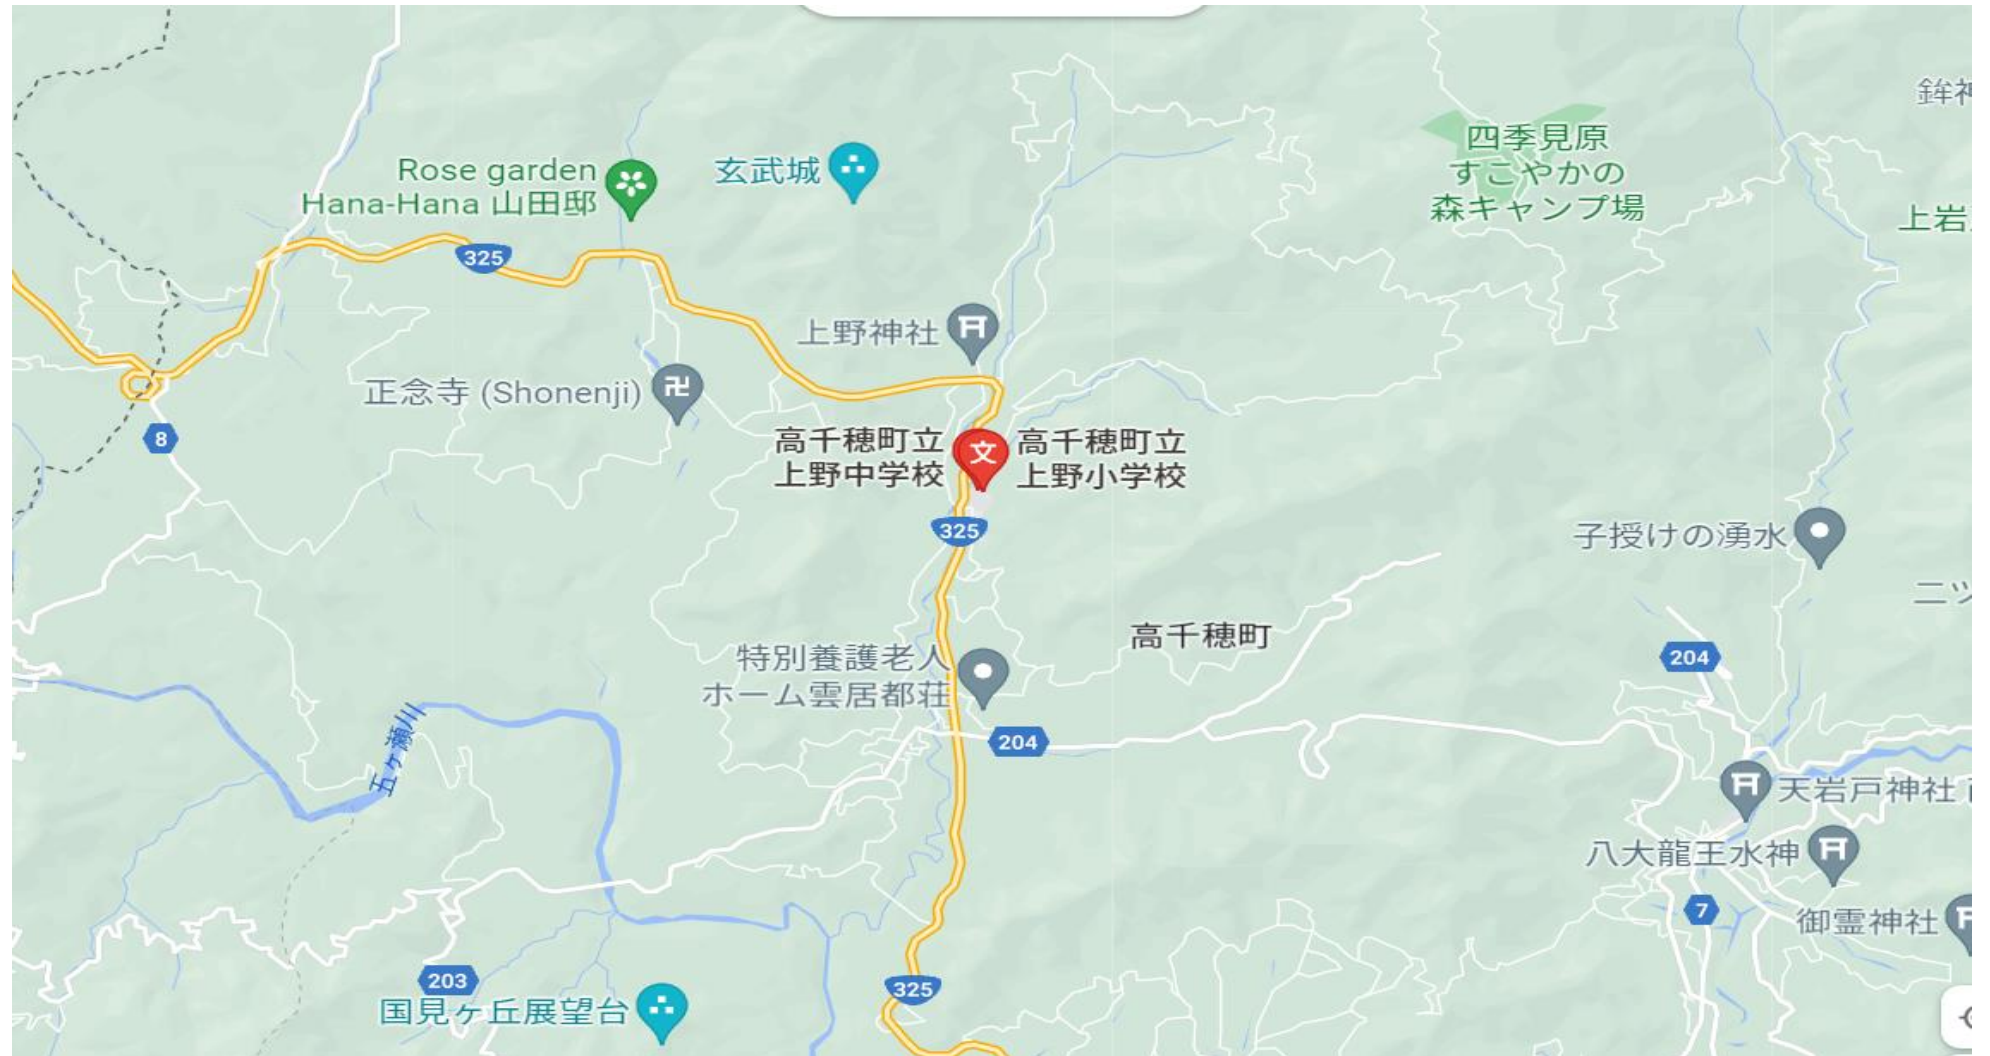 鉾神
四季見原
すこやかの
森キャンプ場
Rose garden
Hana-Hana 山田邸
玄武城
上岩
325
上野神社
正念寺 (Shonenji)
卍
8
高千穂町立
上野中学校
文
高千穂町立
上野小学校
325
子授けの湧水
二ツ
高千穂町
204
特別養護老人
ホーム雲居都荘
204
五ヶ瀬川
天岩戸神社
八大龍王水神
7
御霊神社
203
国見ヶ丘展望台
325